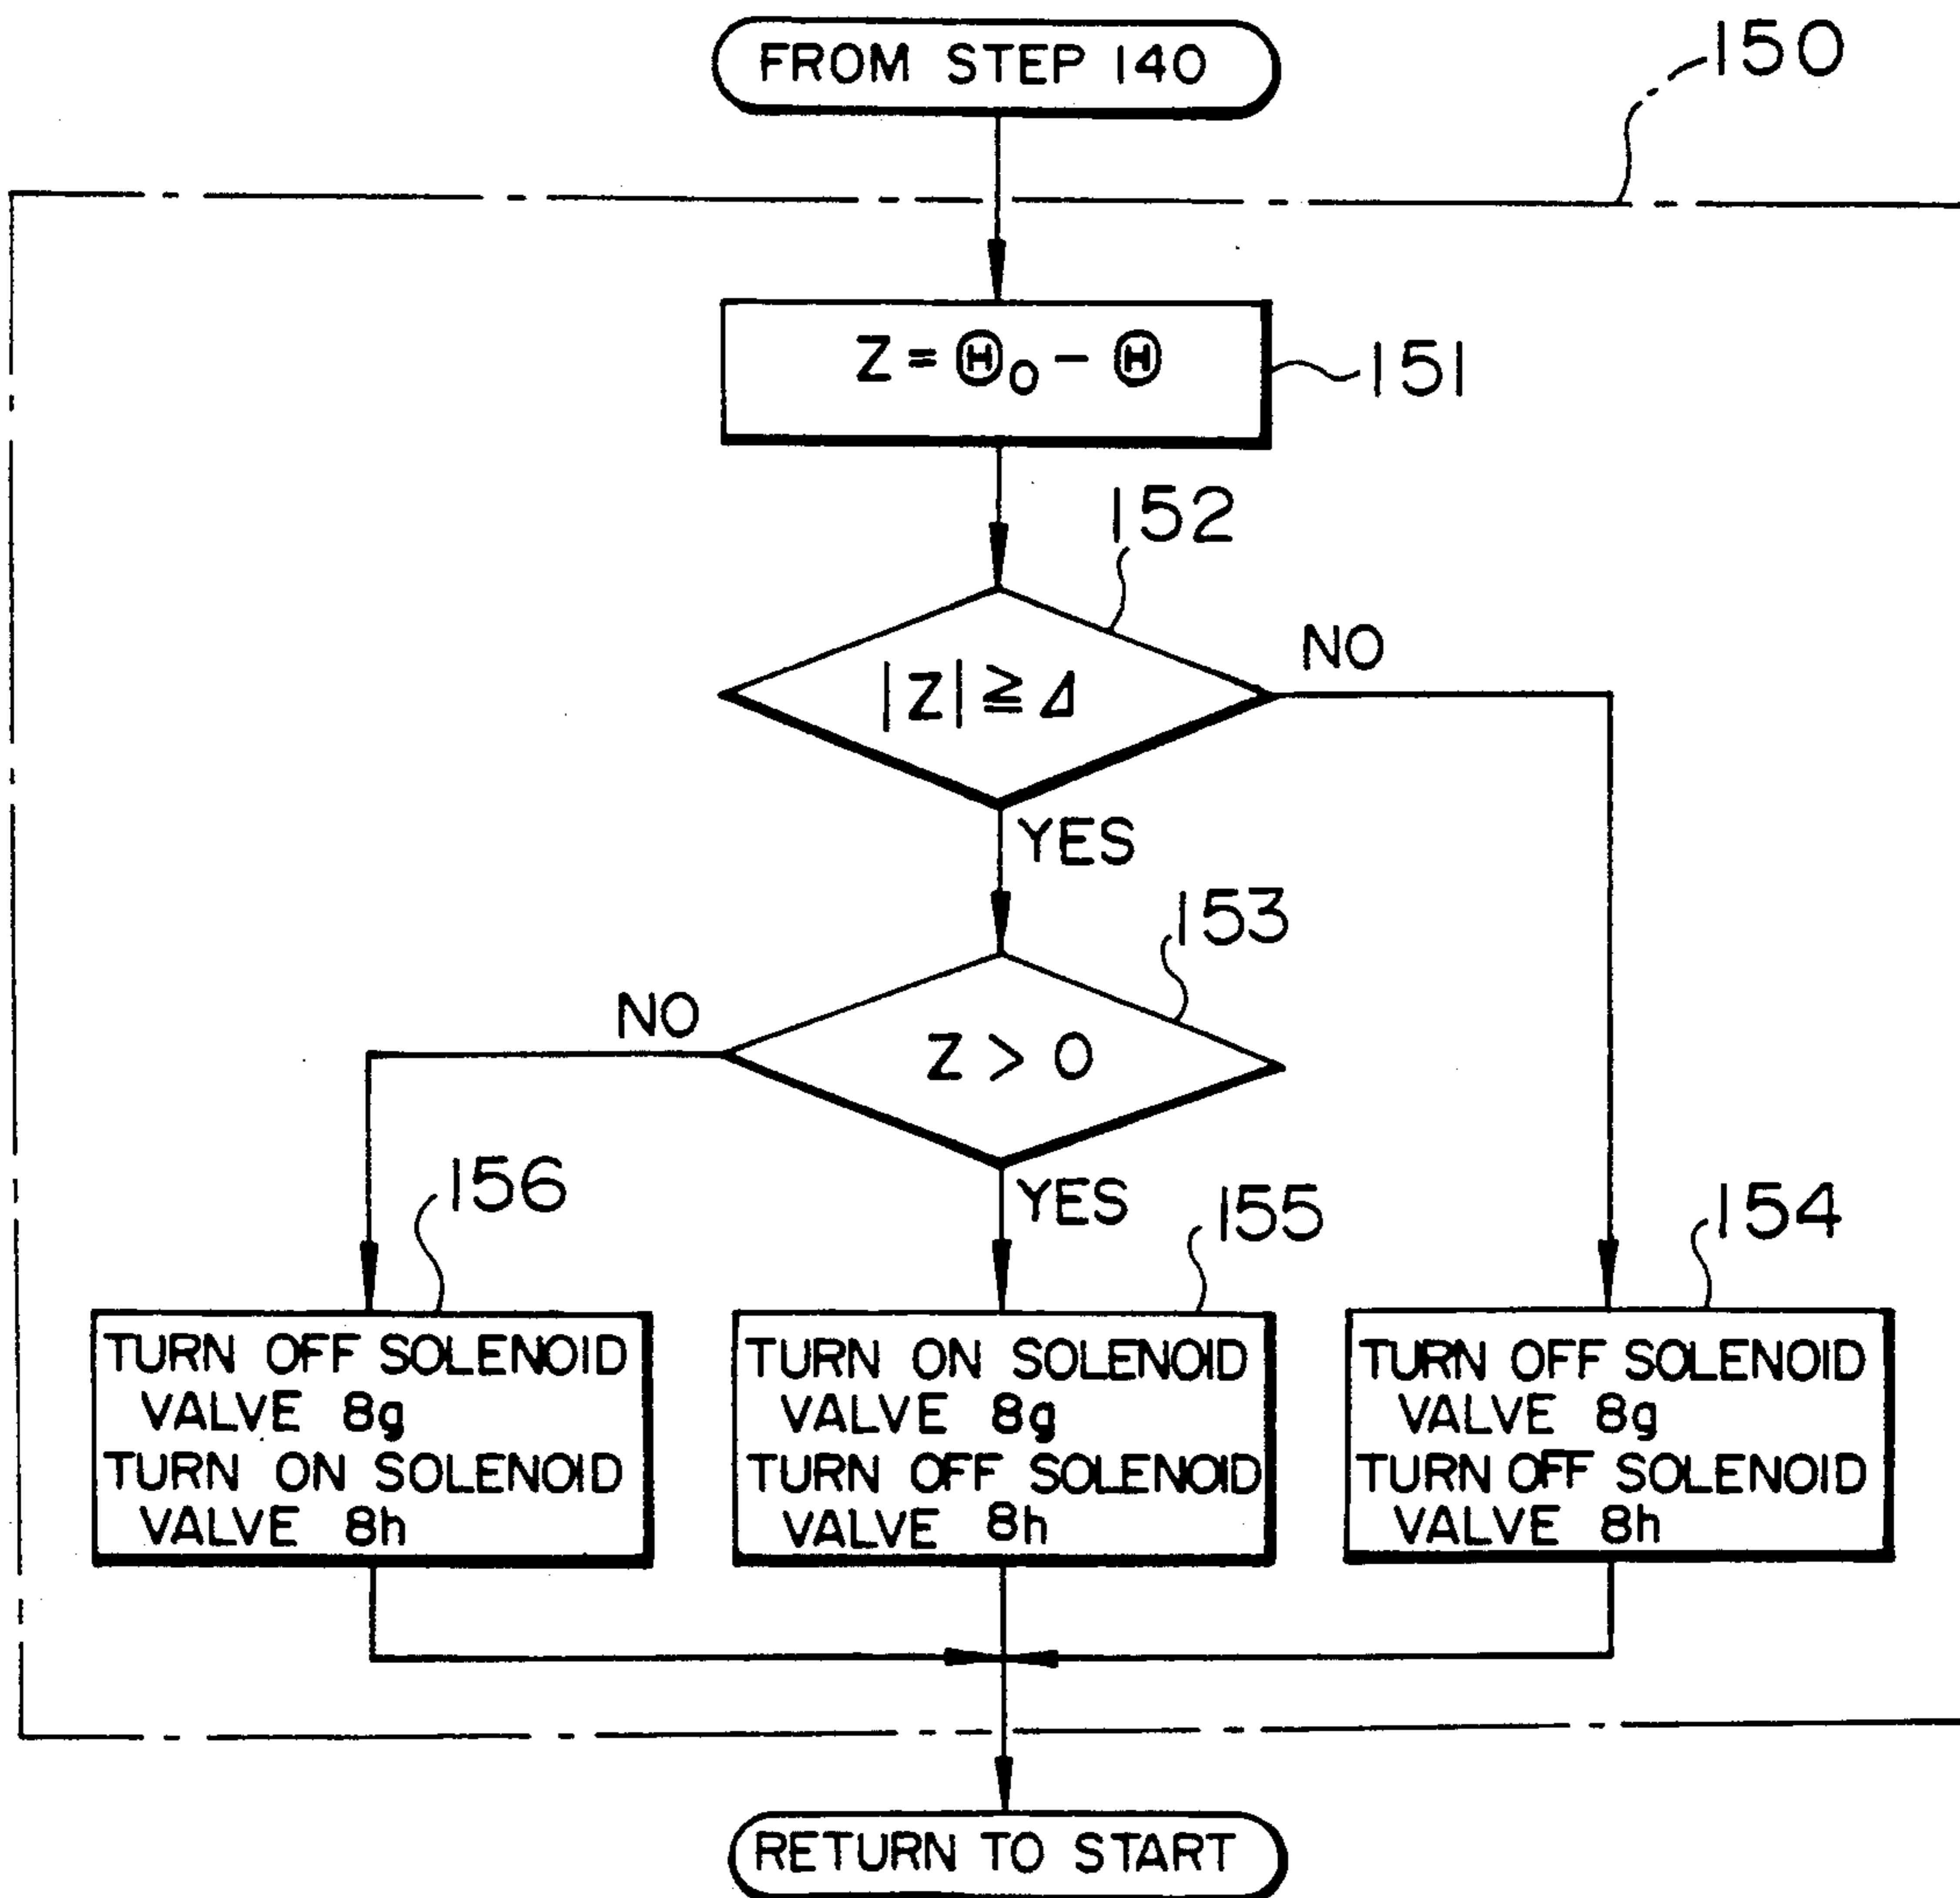 FROM STEP 140
150
Z = Θ₀ - Θ
151
152
|Z| ≧ Δ
NO
YES
153
NO
Z > 0
YES
156
155
154
TURN OFF SOLENOID
VALVE 8g
TURN ON SOLENOID
VALVE 8h
TURN ON SOLENOID
VALVE 8g
TURN OFF SOLENOID
VALVE 8h
TURN OFF SOLENOID
VALVE 8g
TURN OFF SOLENOID
VALVE 8h
RETURN TO START